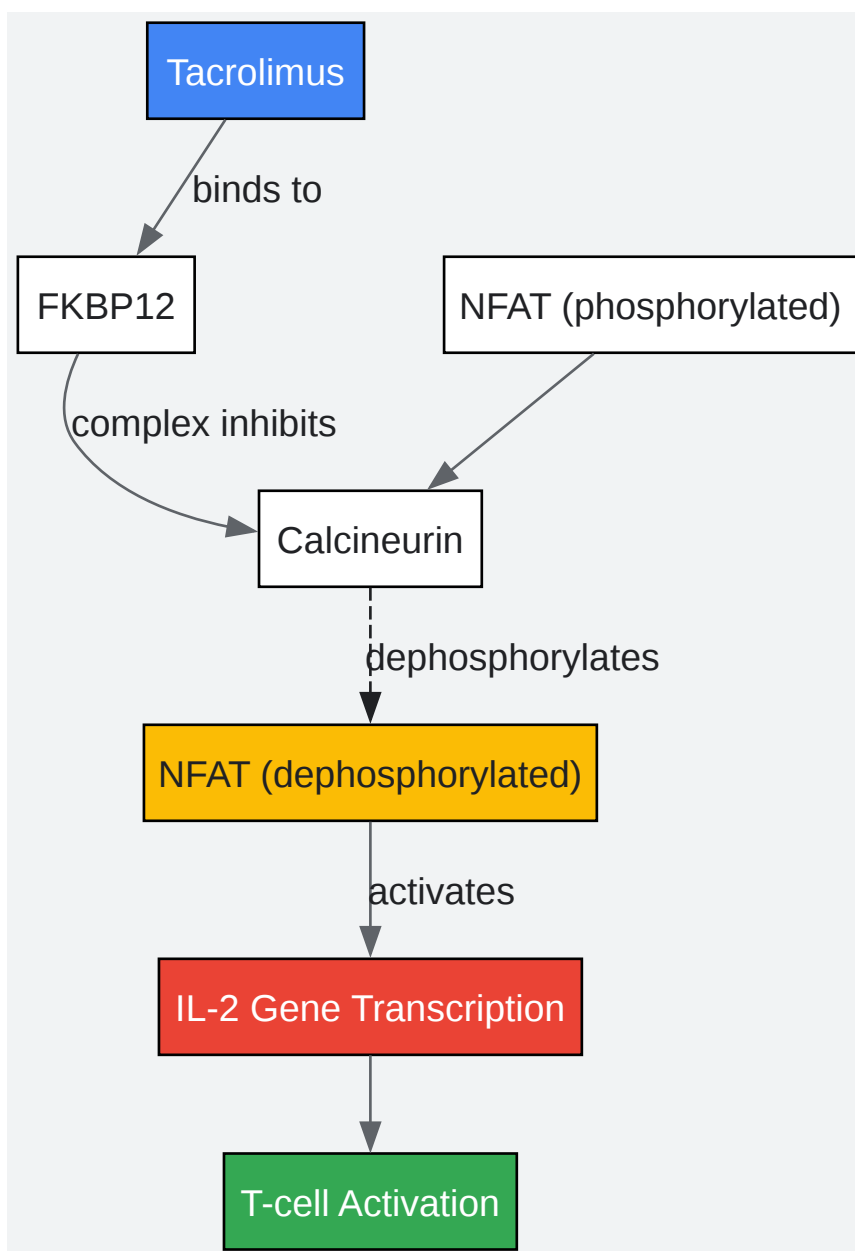 Tacrolimus
binds to
FKBP12
NFAT (phosphorylated)
complex inhibits
Calcineurin
dephosphorylates
NFAT (dephosphorylated)
activates
IL-2 Gene Transcription
T-cell Activation